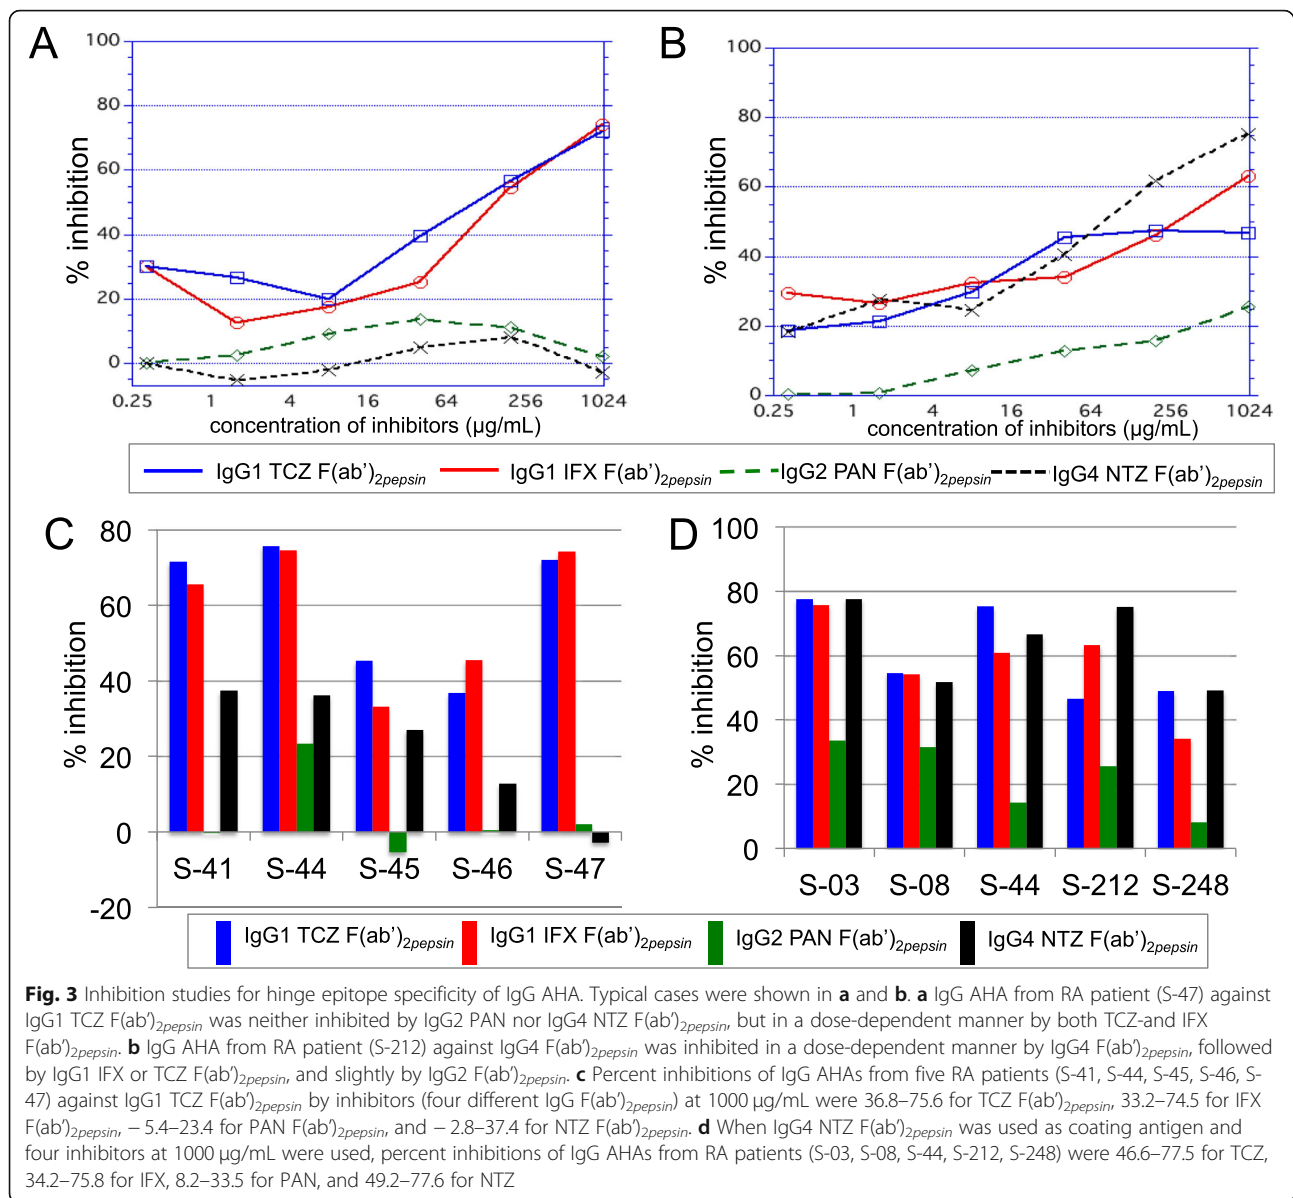 A
100
80
60
40
20
0
% inhibition
0.25 1 4 16 64 256 1024
concentration of inhibitors (µg/mL)
B
100
80
60
40
20
0
% inhibition
0.25 1 4 16 64 256 1024
concentration of inhibitors (µg/mL)
IgG1 TCZ F(ab')2pepsin IgG1 IFX F(ab')2pepsin IgG2 PAN F(ab')2pepsin IgG4 NTZ F(ab')2pepsin
C
80
60
40
20
0
-20
% inhibition
S-41 S-44 S-45 S-46 S-47
D
100
80
60
40
20
0
% inhibition
S-03 S-08 S-44 S-212 S-248
IgG1 TCZ F(ab')2pepsin IgG1 IFX F(ab')2pepsin IgG2 PAN F(ab')2pepsin IgG4 NTZ F(ab')2pepsin
Fig. 3 Inhibition studies for hinge epitope specificity of IgG AHA. Typical cases were shown in a and b. a IgG AHA from RA patient (S-47) against
IgG1 TCZ F(ab')2pepsin was neither inhibited by IgG2 PAN nor IgG4 NTZ F(ab')2pepsin, but in a dose-dependent manner by both TCZ-and IFX
F(ab')2pepsin. b IgG AHA from RA patient (S-212) against IgG4 F(ab')2pepsin was inhibited in a dose-dependent manner by IgG4 F(ab')2pepsin, followed
by IgG1 IFX or TCZ F(ab')2pepsin, and slightly by IgG2 F(ab')2pepsin. c Percent inhibitions of IgG AHAs from five RA patients (S-41, S-44, S-45, S-46, S-
47) against IgG1 TCZ F(ab')2pepsin by inhibitors (four different IgG F(ab')2pepsin) at 1000 µg/mL were 36.8–75.6 for TCZ F(ab')2pepsin, 33.2–74.5 for IFX
F(ab')2pepsin, − 5.4–23.4 for PAN F(ab')2pepsin, and − 2.8–37.4 for NTZ F(ab')2pepsin. d When IgG4 NTZ F(ab')2pepsin was used as coating antigen and
four inhibitors at 1000 µg/mL were used, percent inhibitions of IgG AHAs from RA patients (S-03, S-08, S-44, S-212, S-248) were 46.6–77.5 for TCZ,
34.2–75.8 for IFX, 8.2–33.5 for PAN, and 49.2–77.6 for NTZ